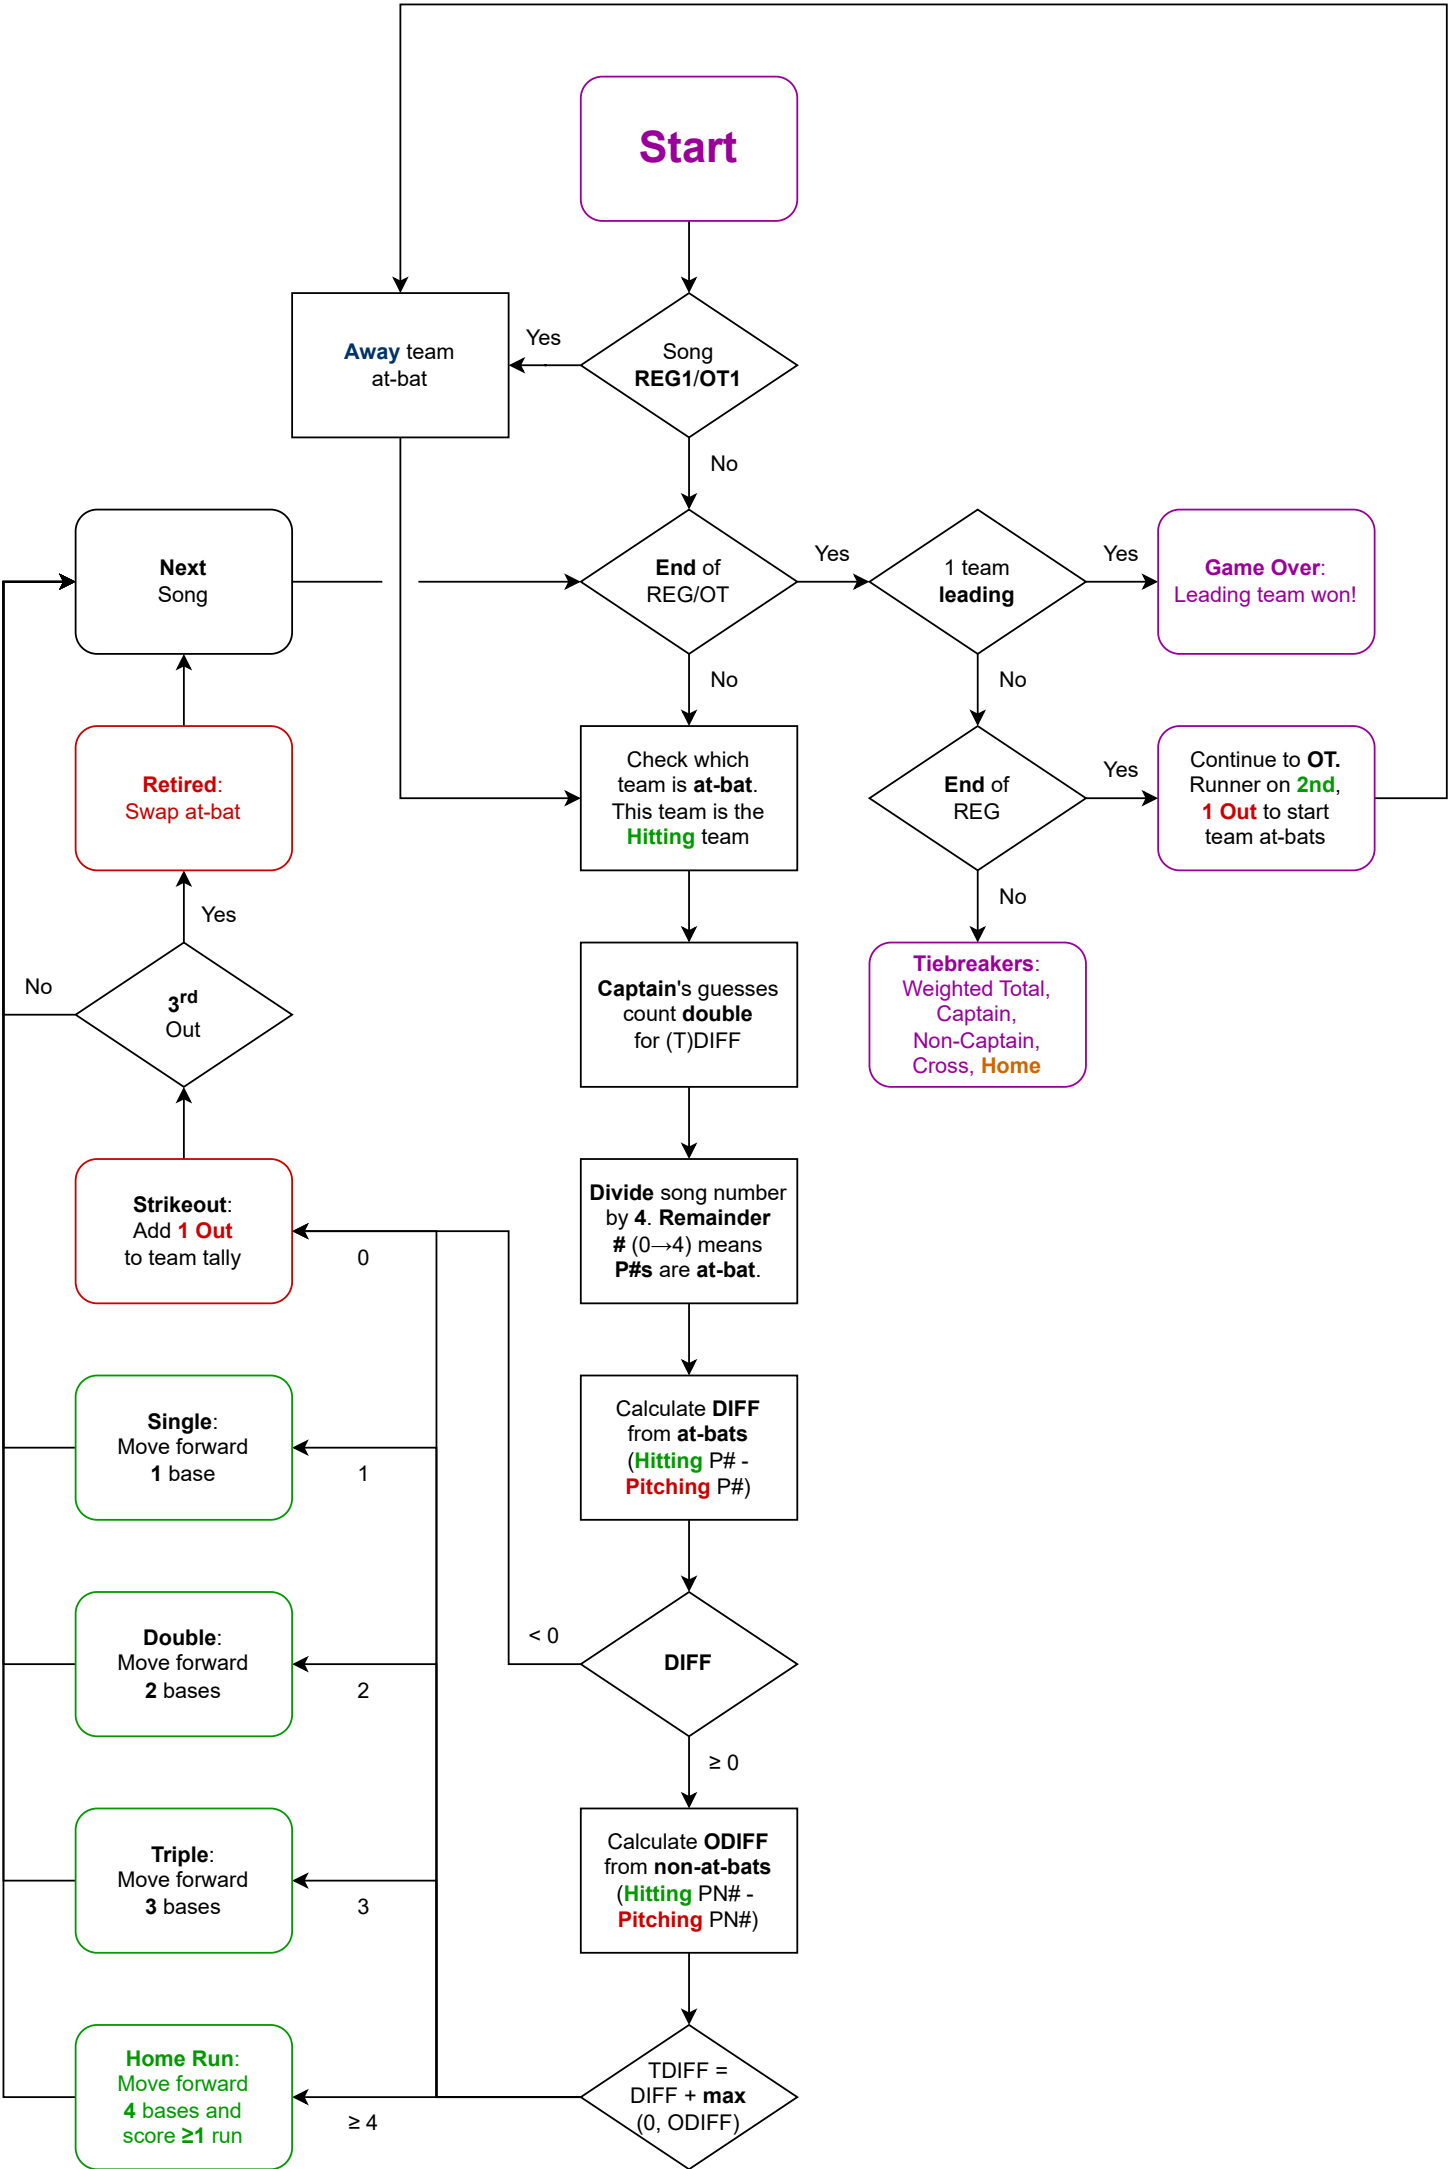 Start
Away team
at-bat
Yes
Song
REG1/OT1
No
Next
Song
End of
REG/OT
Yes
1 team
leading
Yes
Game Over:
Leading team won!
No
No
Retired:
Swap at-bat
Check which
team is at-bat.
This team is the
Hitting team
End of
REG
Yes
Continue to OT.
Runner on 2nd,
1 Out to start
team at-bats
Yes
No
No
3rd
Out
Captain's guesses
count double
for (T)DIFF
Tiebreakers:
Weighted Total,
Captain,
Non-Captain,
Cross, Home
Strikeout:
Add 1 Out
to team tally
0
Divide song number
by 4. Remainder
# (0→4) means
P#s are at-bat.
Single:
Move forward
1 base
1
Calculate DIFF
from at-bats
(Hitting P# -
Pitching P#)
Double:
Move forward
2 bases
2
< 0
DIFF
≥ 0
Triple:
Move forward
3 bases
3
Calculate ODIFF
from non-at-bats
(Hitting PN# -
Pitching PN#)
Home Run:
Move forward
4 bases and
score ≥1 run
≥ 4
TDIFF =
DIFF + max
(0, ODIFF)